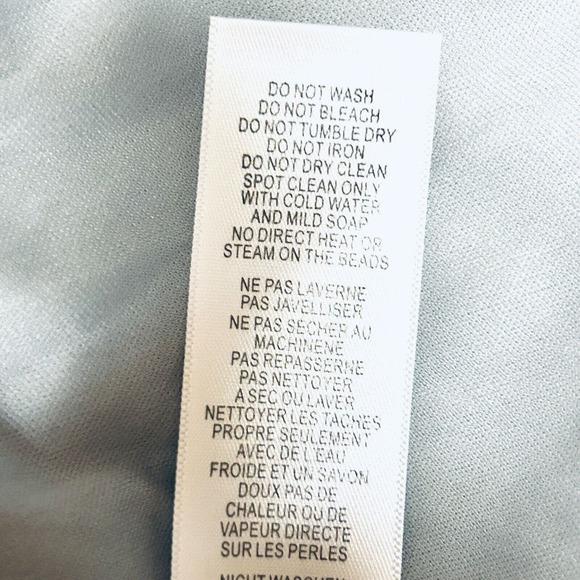 DO NOT WASH
DO NOT BLEACH
DO NOT TUMBLE DRY
DO NOT IRON
DO NOT DRY CLEAN
SPOT CLEAN ONLY
WITH COLD WATER
AND MILD SOAP
NO DIRECT HEAT OR
STEAM ON THE BEADS
NE PAS LAVERNE
PAS JAVELLISER
NE PAS SECHER AU
MACHINENE
PAS REPASSERNE
PAS NETTOYER
A SEC OU LAVER
NETTOYER LES TACHES
PROPRE SEULEMENT
AVEC DE L'EAU
FROIDE ET UN SAVON
DOUX PAS DE
CHALEUR OU DE
VAPEUR DIRECTE
SUR LES PERLES
NICHT WASCHEN